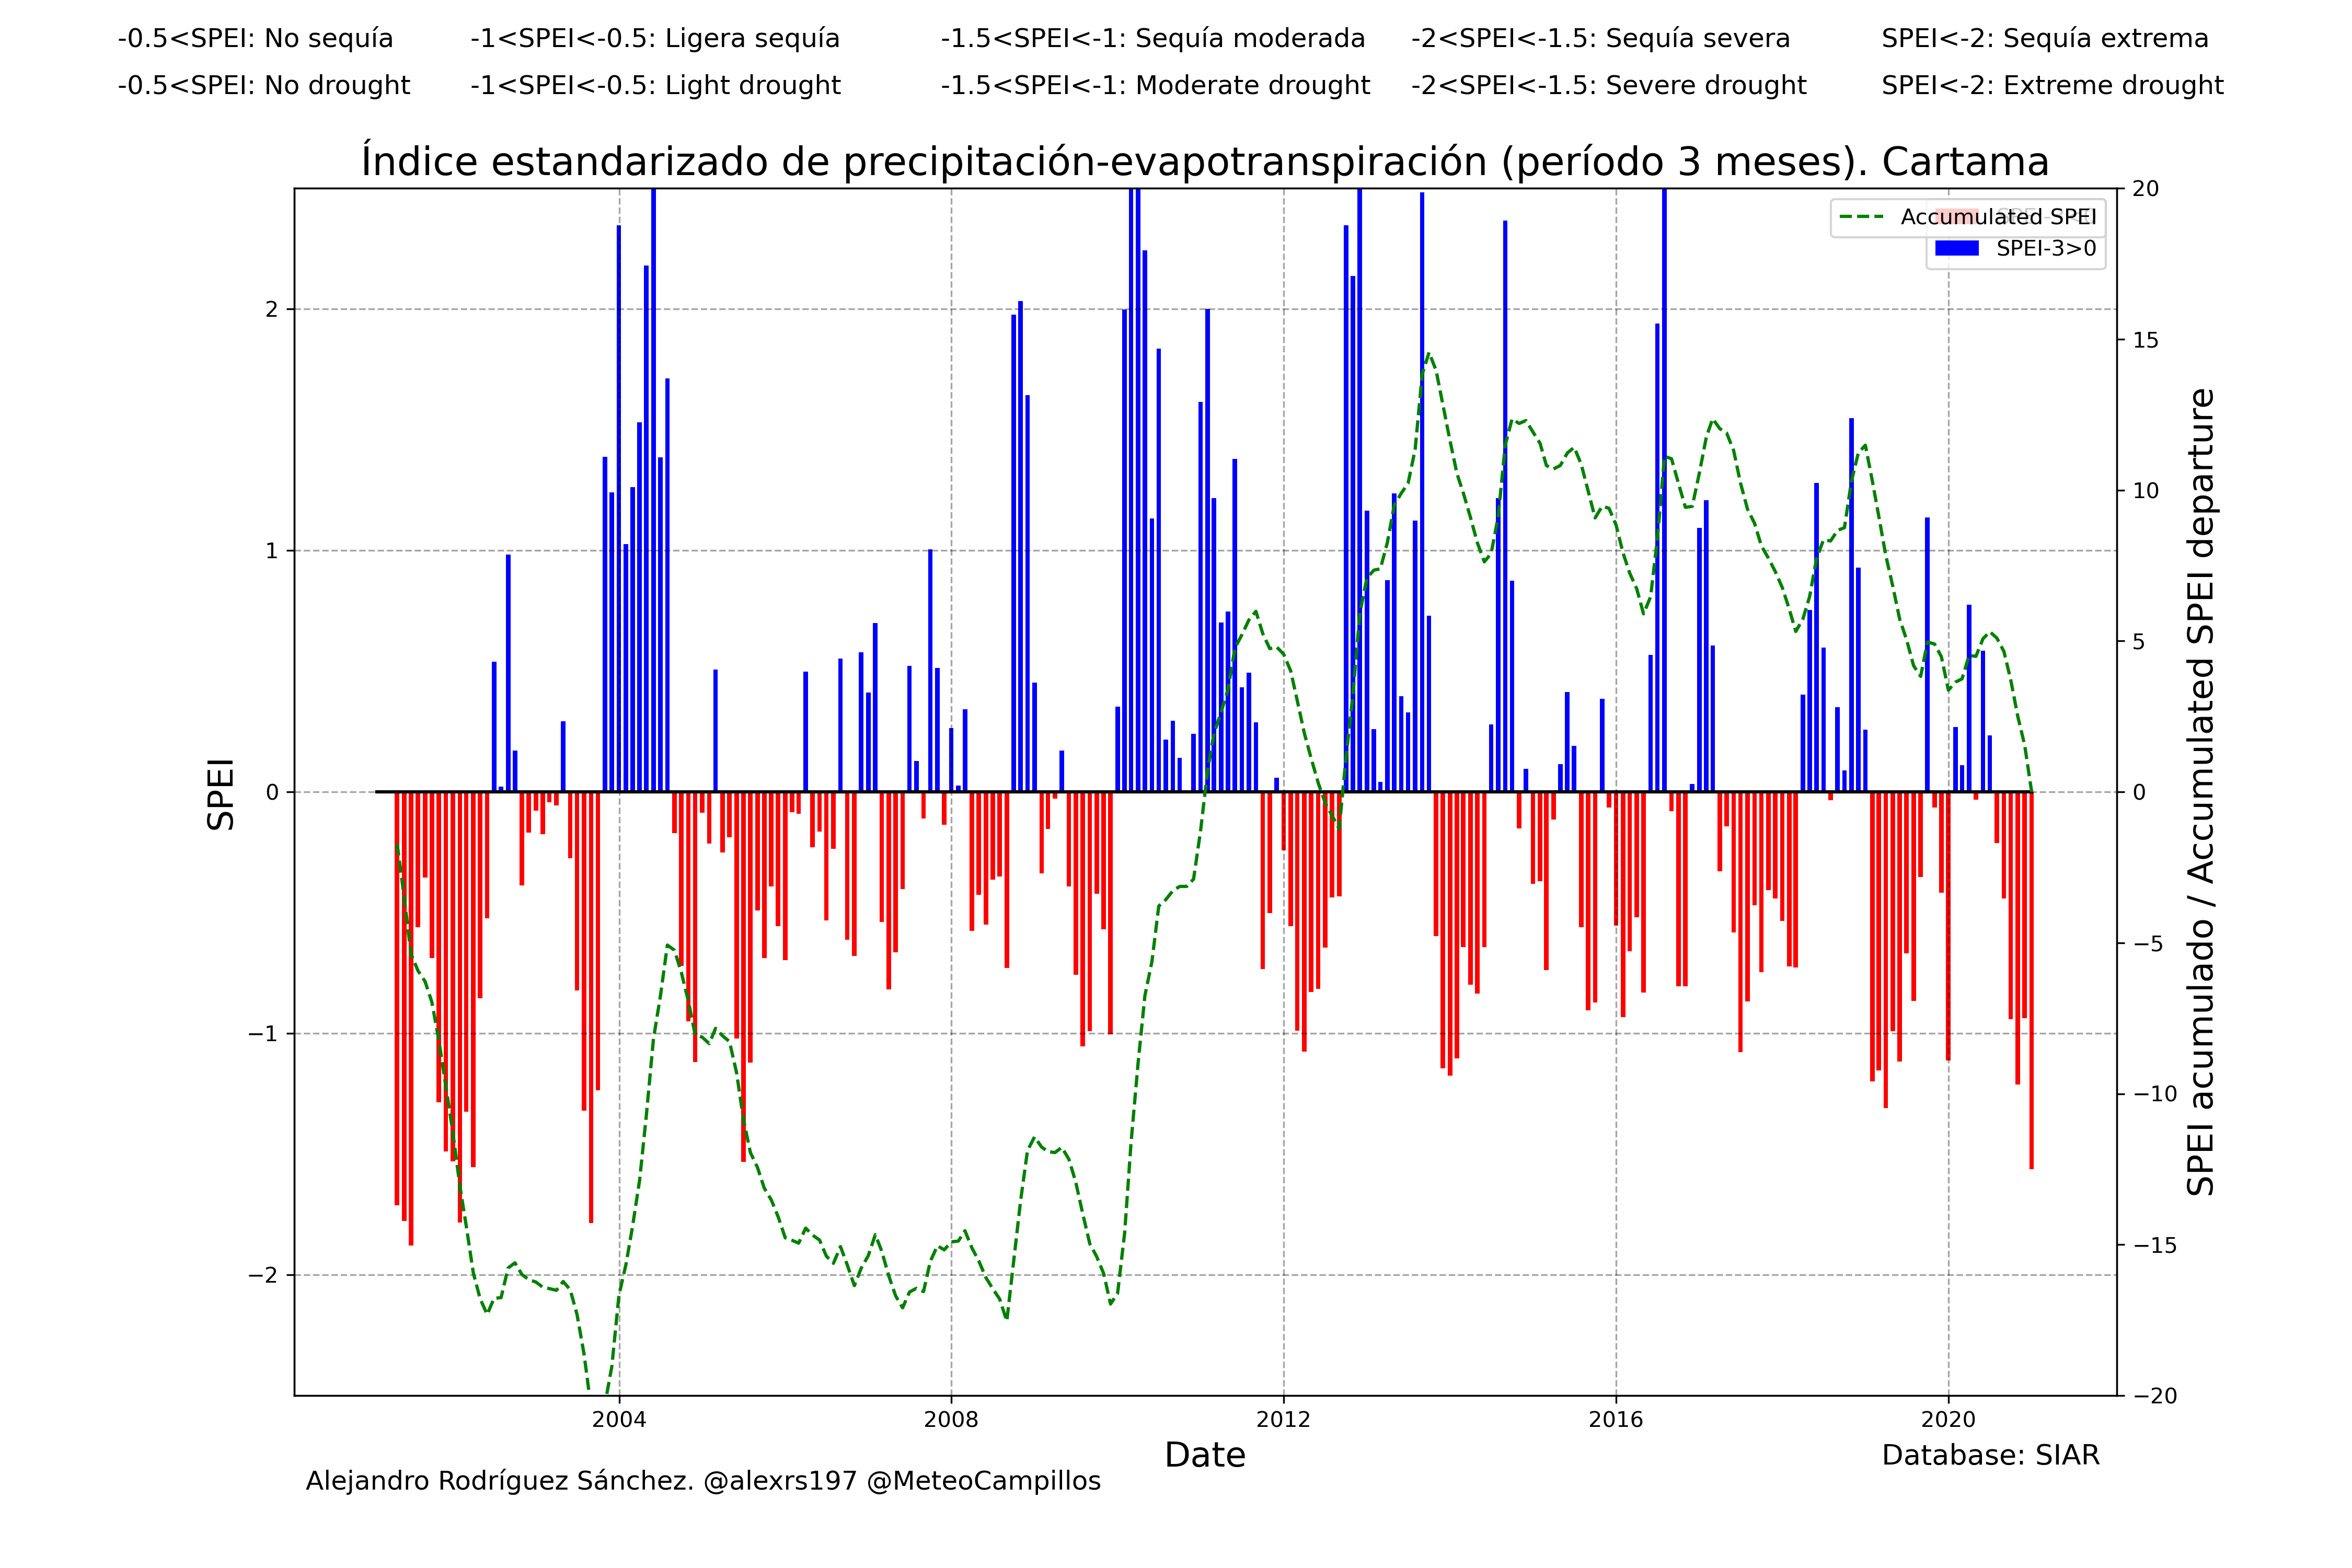 -0.5<SPEI: No sequía -1<SPEI<-0.5: Ligera sequía -1.5<SPEI<-1: Sequía moderada -2<SPEI<-1.5: Sequía severa SPEI<-2: Sequía extrema
-0.5<SPEI: No drought -1<SPEI<-0.5: Light drought -1.5<SPEI<-1: Moderate drought -2<SPEI<-1.5: Severe drought SPEI<-2: Extreme drought
Índice estandarizado de precipitación-evapotranspiración (período 3 meses). Cartama
Accumulated SPEI
SPEI-3>0
SPEI
2
1
0
−1
−2
20
15
10
5
0
−5
−10
−15
−20
SPEI acumulado / Accumulated SPEI departure
2004 2008 2012 2016 2020
Date
Database: SIAR
Alejandro Rodríguez Sánchez. @alexrs197 @MeteoCampillos